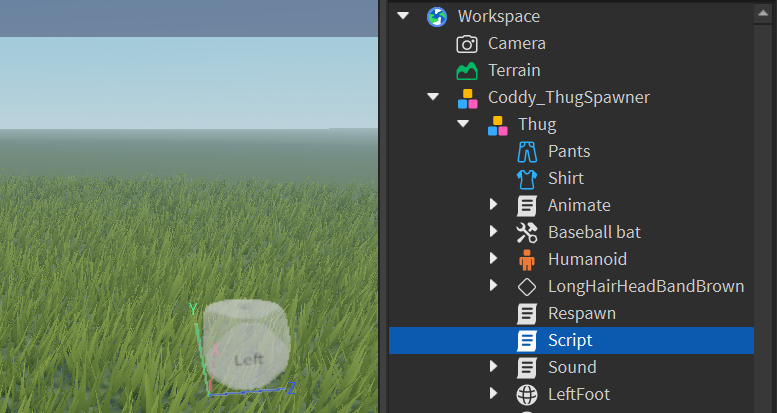 Workspace
Camera
Terrain
Coddy_ThugSpawner
Thug
Pants
Shirt
Animate
Baseball bat
Humanoid
LongHairHeadBandBrown
Respawn
Script
Sound
LeftFoot
Y
X
Left
Z